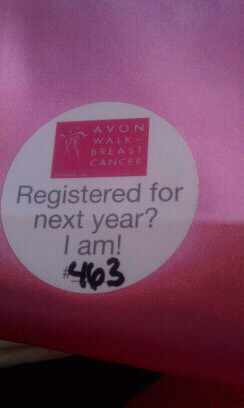 AVON
WALK
BREAST
CANCER
Registered for
next year?
I am!
#463